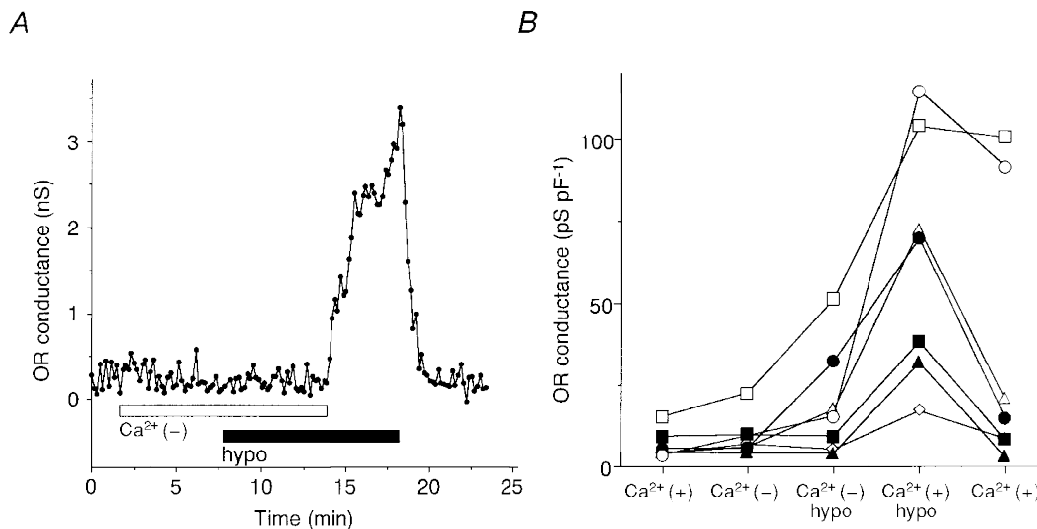 A
B
OR conductance (nS)
3
2
1
0
Ca²⁺ (−)
hypo
0 5 10 15 20 25
Time (min)
OR conductance (pS pF⁻¹)
100
50
0
Ca²⁺ (+) Ca²⁺ (−) Ca²⁺ (−) Ca²⁺ (+) Ca²⁺ (+)
hypo hypo